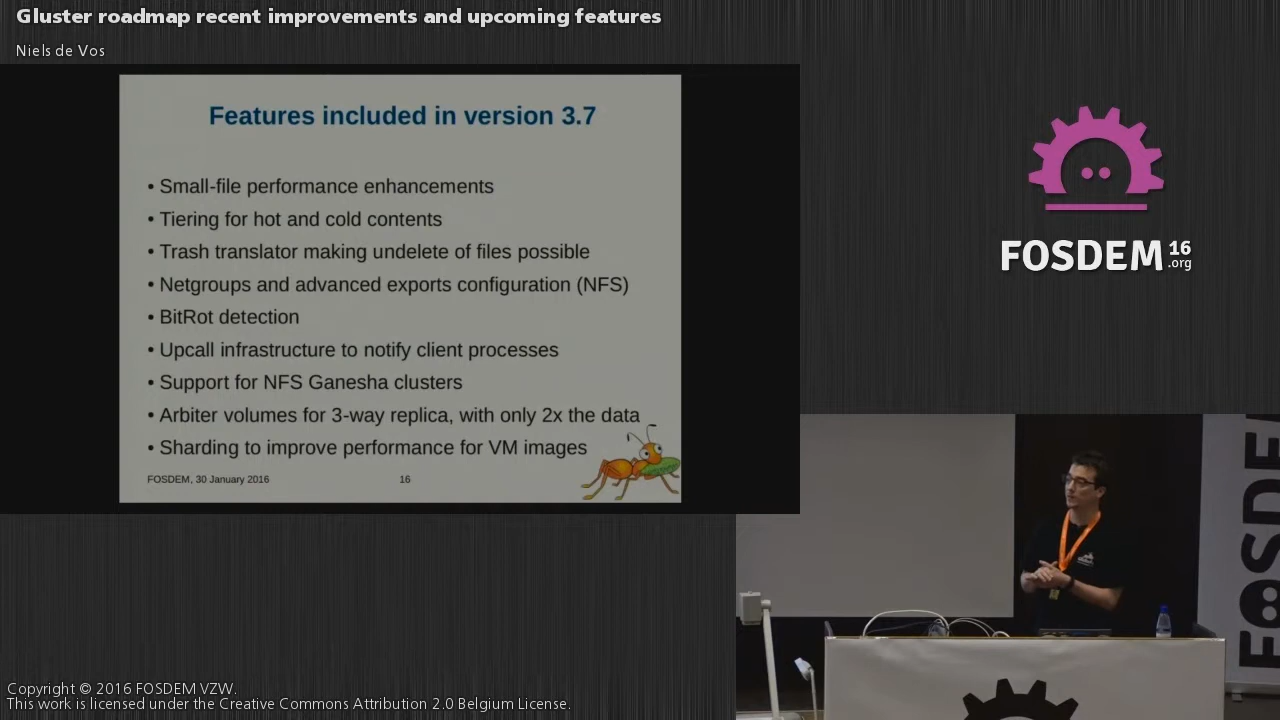 Gluster roadmap recent improvements and upcoming features
Niels de Vos
Features included in version 3.7
• Small-file performance enhancements
• Tiering for hot and cold contents
• Trash translator making undelete of files possible
• Netgroups and advanced exports configuration (NFS)
• BitRot detection
• Upcall infrastructure to notify client processes
• Support for NFS Ganesha clusters
• Arbiter volumes for 3-way replica, with only 2x the data
• Sharding to improve performance for VM images
FOSDEM, 30 January 2016
16
FOSDEM 16
.org
FOSDE
Copyright © 2016 FOSDEM VZW.
This work is licensed under the Creative Commons Attribution 2.0 Belgium License.